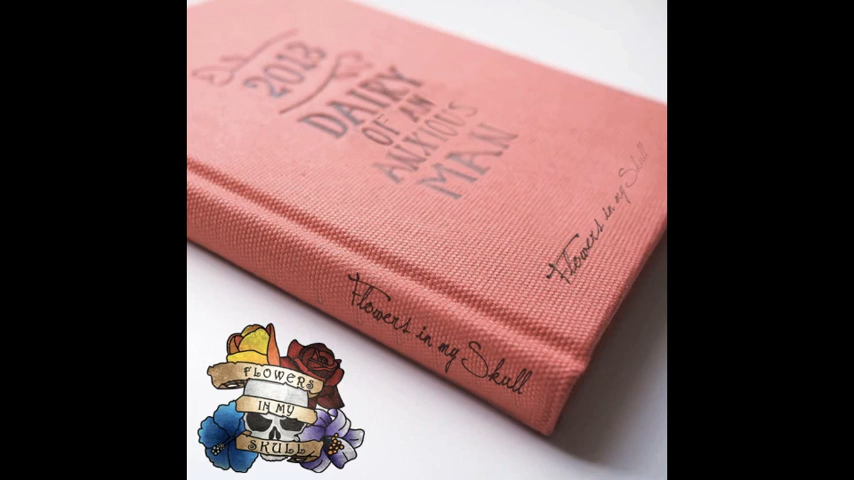 2013
DAIRY
OF AN
ANXIOUS
MAN
Flowers in my Skull
Flowers in my Skull
FLOWERS
IN MY
SKULL